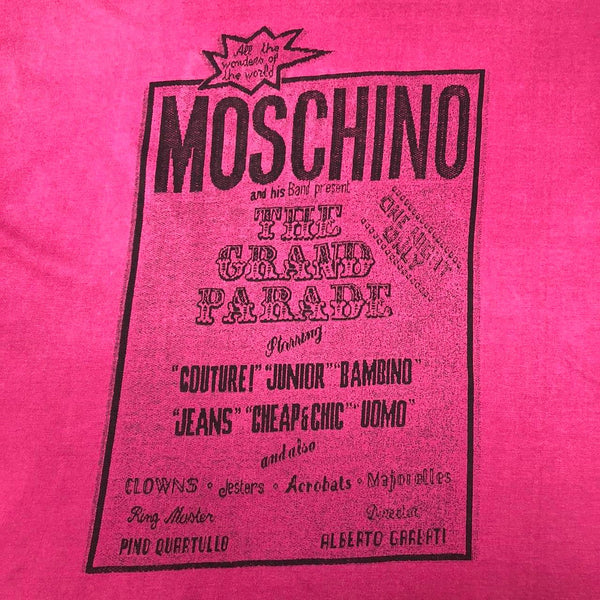 All the
wonders of
the world
MOSCHINO
and his Band present
THE
GRAND
PARADE
ONE NIGHT
ONLY
Starring
"COUTURE!" "JUNIOR" "BAMBINO"
"JEANS" "CHEAP & CHIC" "UOMO"
and also
CLOWNS • Jesters • Acrobats • Majorettes
Ring Master Director
PINO QUARTULLO ALBERTO CARLATI